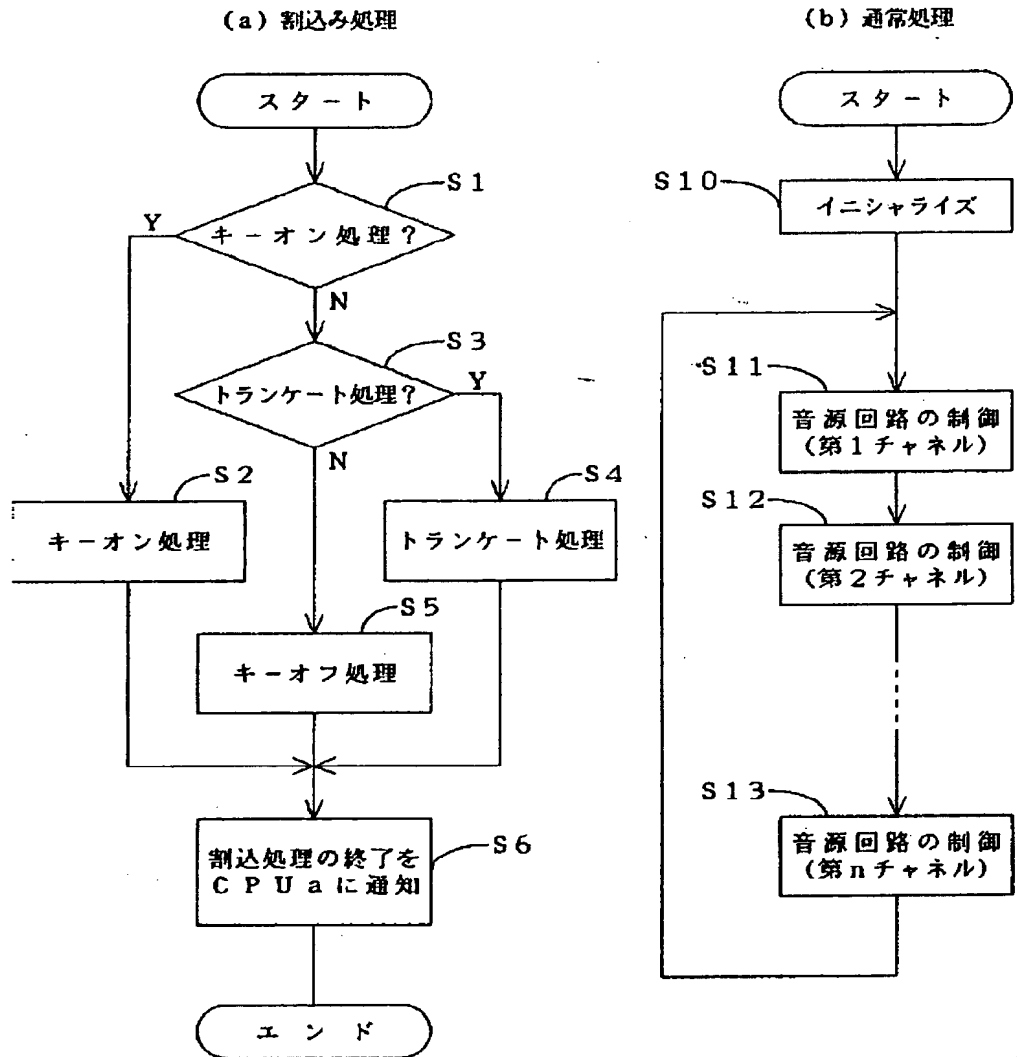 (a) 割込み処理
スタート
S1
キーオン処理?
Y
N
S3
トランケート処理?
Y
N
S2
キーオン処理
S4
トランケート処理
S5
キーオフ処理
S6
割込処理の終了を
CPUaに通知
エンド
(b) 通常処理
スタート
S10
イニシャライズ
S11
音源回路の制御
(第1チャネル)
S12
音源回路の制御
(第2チャネル)
S13
音源回路の制御
(第nチャネル)